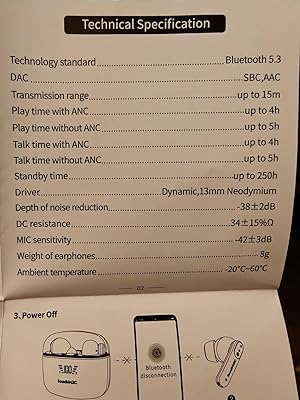 Technical Specification
Technology standard Bluetooth 5.3
DAC SBC,AAC
Transmission range up to 15m
Play time with ANC up to 4h
Play time without ANC up to 5h
Talk time with ANC up to 4h
Talk time without ANC up to 5h
Standby time up to 250h
Driver Dynamic,13mm Neodymium
Depth of noise reduction -38±2dB
DC resistance 34±15%Ω
MIC sensitivity -42±3dB
Weight of earphones 8g
Ambient temperature -20°C~60°C
02
3. Power Off
100
Bluetooth
disconnection